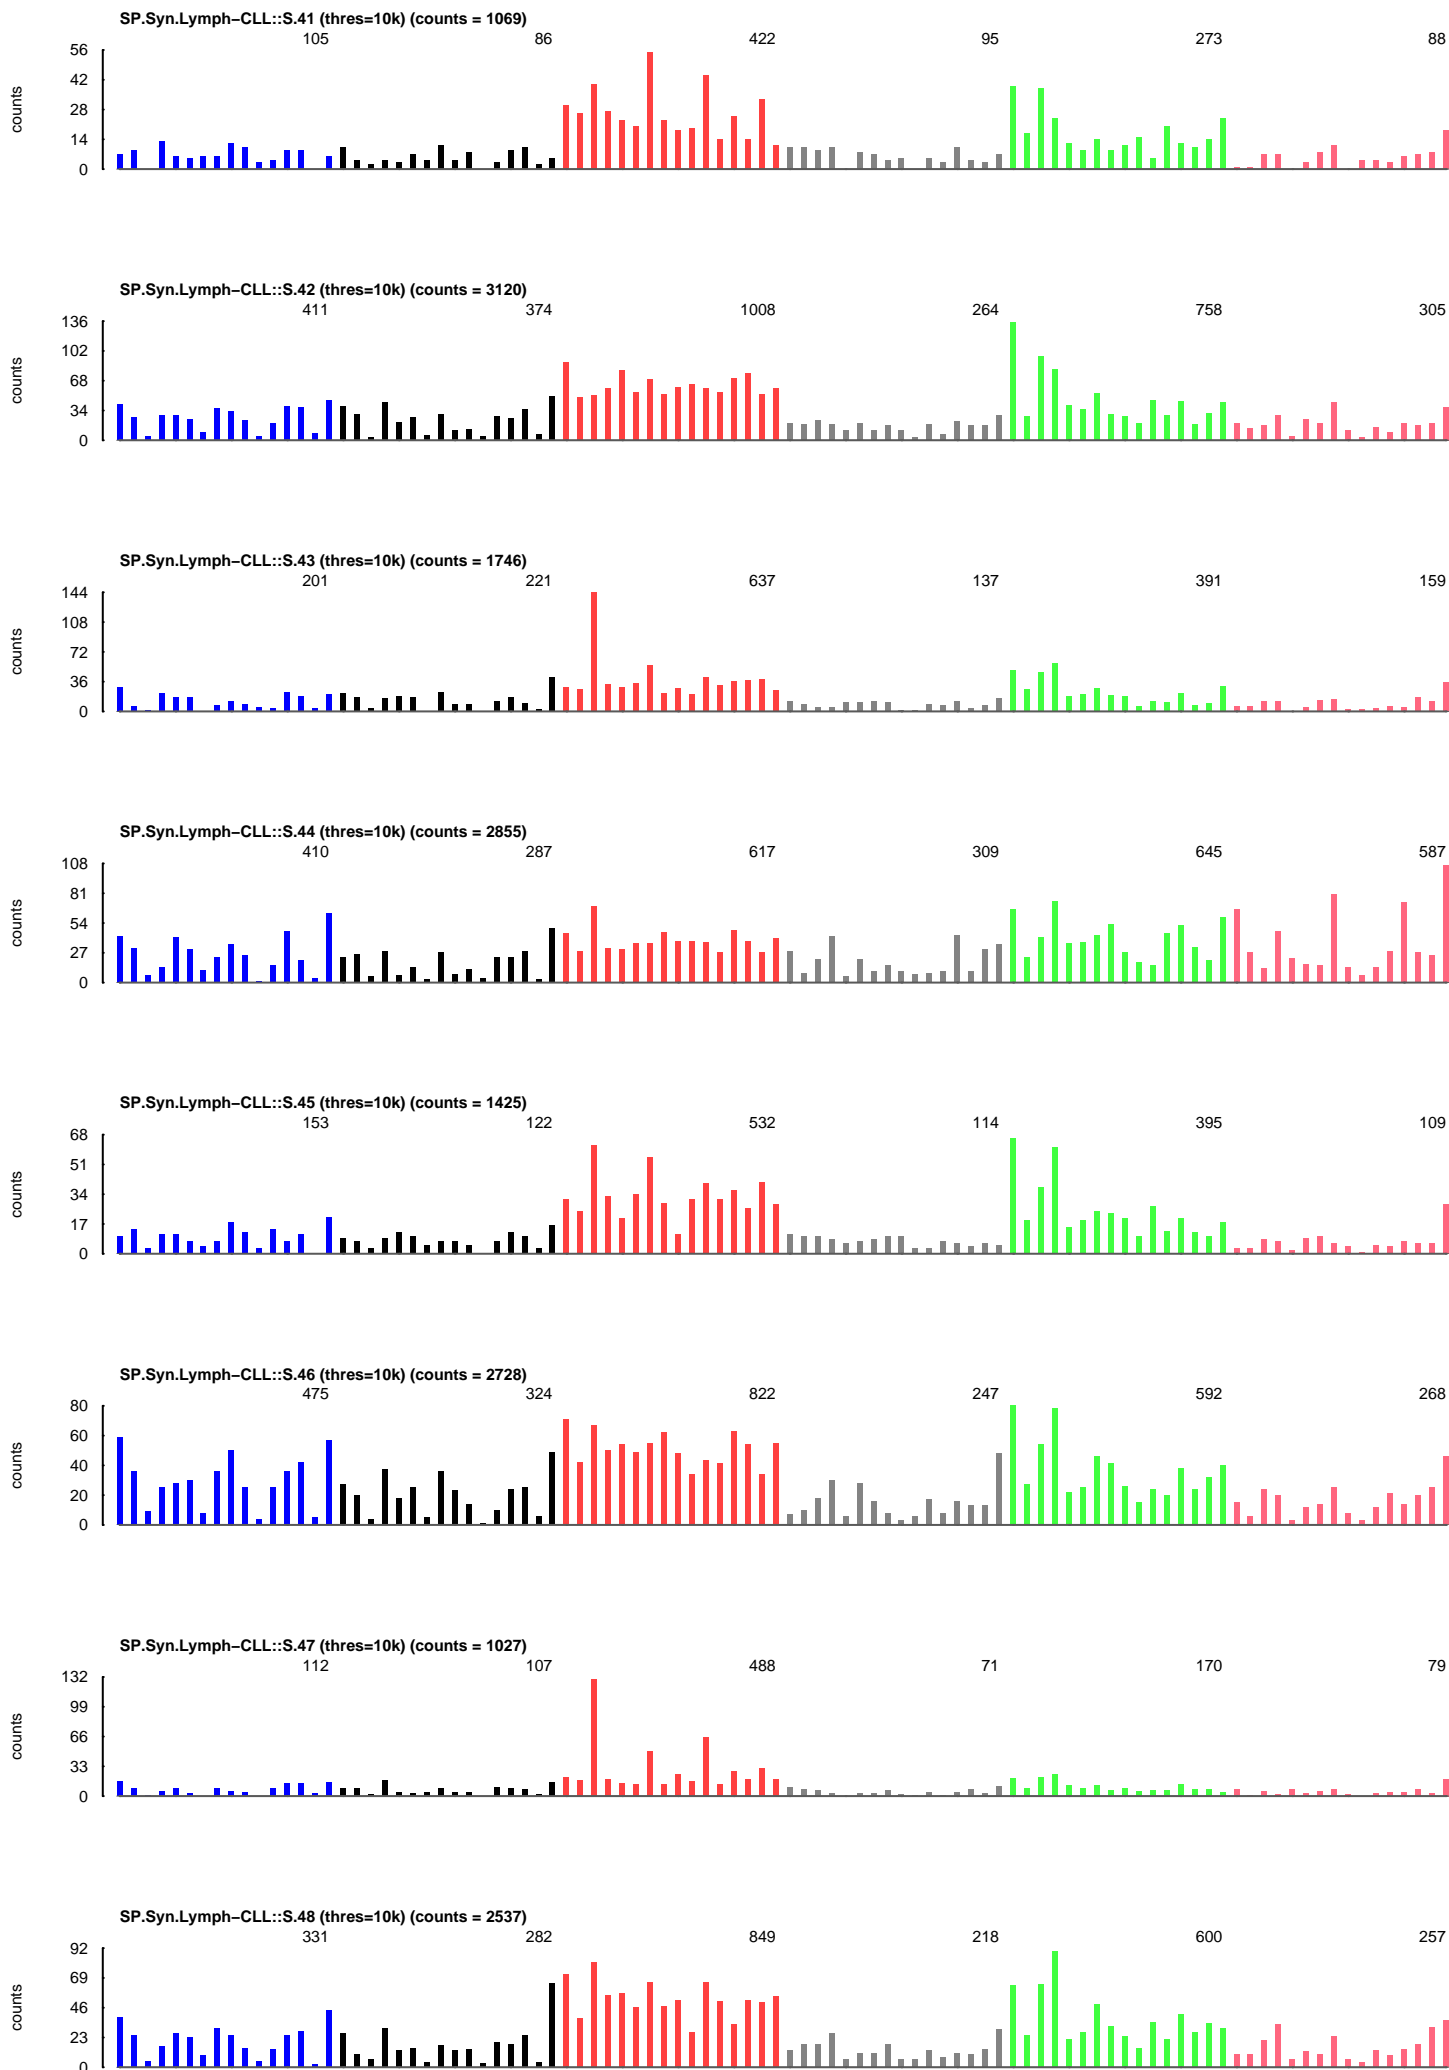 SP.Syn.Lymph−CLL::S.41 (thres=10k) (counts = 1069)
105 86 422 95 273 88
56
42
28
14
0
counts
SP.Syn.Lymph−CLL::S.42 (thres=10k) (counts = 3120)
411 374 1008 264 758 305
136
102
68
34
0
counts
SP.Syn.Lymph−CLL::S.43 (thres=10k) (counts = 1746)
201 221 637 137 391 159
144
108
72
36
0
counts
SP.Syn.Lymph−CLL::S.44 (thres=10k) (counts = 2855)
410 287 617 309 645 587
108
81
54
27
0
counts
SP.Syn.Lymph−CLL::S.45 (thres=10k) (counts = 1425)
153 122 532 114 395 109
68
51
34
17
0
counts
SP.Syn.Lymph−CLL::S.46 (thres=10k) (counts = 2728)
475 324 822 247 592 268
80
60
40
20
0
counts
SP.Syn.Lymph−CLL::S.47 (thres=10k) (counts = 1027)
112 107 488 71 170 79
132
99
66
33
0
counts
SP.Syn.Lymph−CLL::S.48 (thres=10k) (counts = 2537)
331 282 849 218 600 257
92
69
46
23
0
counts